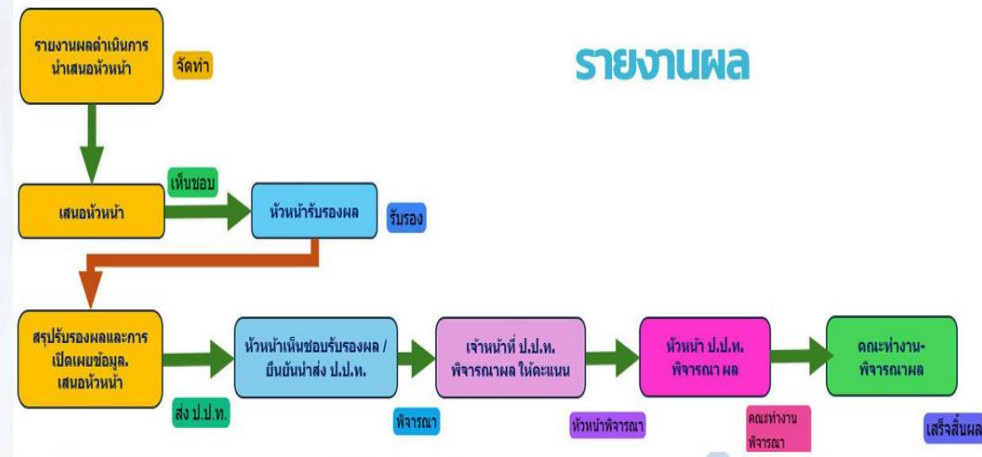 รายงานผล
รายงานผลดำเนินการ
นำเสนอหัวหน้า
จัดทำ
เห็นชอบ
เสนอหัวหน้า
หัวหน้ารับรองผล
รับรอง
สรุปรับรองผลและการ
เปิดเผยข้อมูล.
เสนอหัวหน้า
ส่ง ป.ป.ท.
หัวหน้าเห็นชอบรับรองผล /
ยืนยันนำส่ง ป.ป.ท.
พิจารณา
เจ้าหน้าที่ ป.ป.ท.
พิจารณาผล ให้คะแนน
หัวหน้าพิจารณา
หัวหน้า ป.ป.ท.
พิจารณา ผล
คณะทำงาน
พิจารณา
คณะทำงาน-
พิจารณาผล
เสร็จสิ้นผล